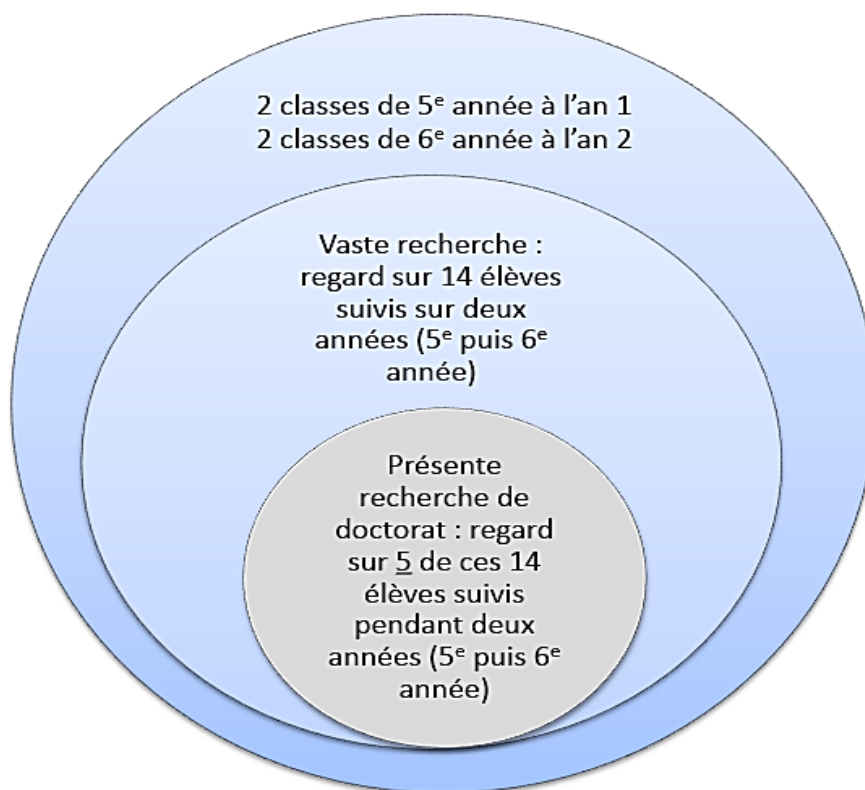 2 classes de 5ᵉ année à l’an 1
2 classes de 6ᵉ année à l’an 2
Vaste recherche :
regard sur 14 élèves
suivis sur deux
années (5ᵉ puis 6ᵉ
année)
Présente
recherche de
doctorat : regard
sur 5 de ces 14
élèves suivis
pendant deux
années (5ᵉ puis 6ᵉ
année)